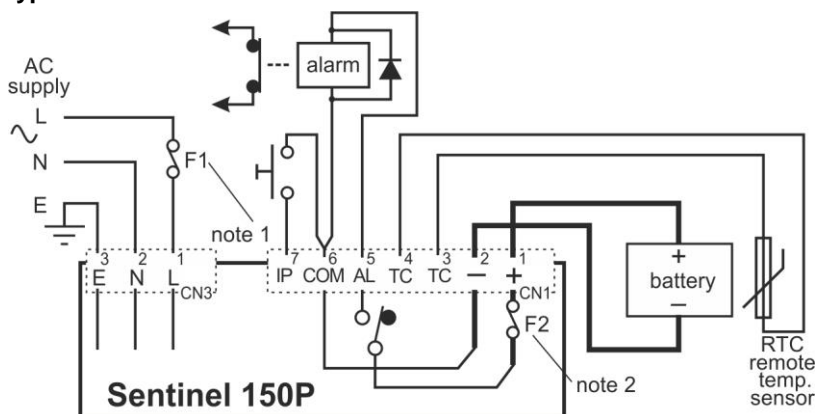 AC
supply
L
N
E
F1
note 1
alarm
3 2 1
E N L
CN3
7 6 5 4 3 2 1
IP COM AL TC TC − +
CN1
F2
note 2
+
battery
−
RTC
remote
temp.
sensor
Sentinel 150P